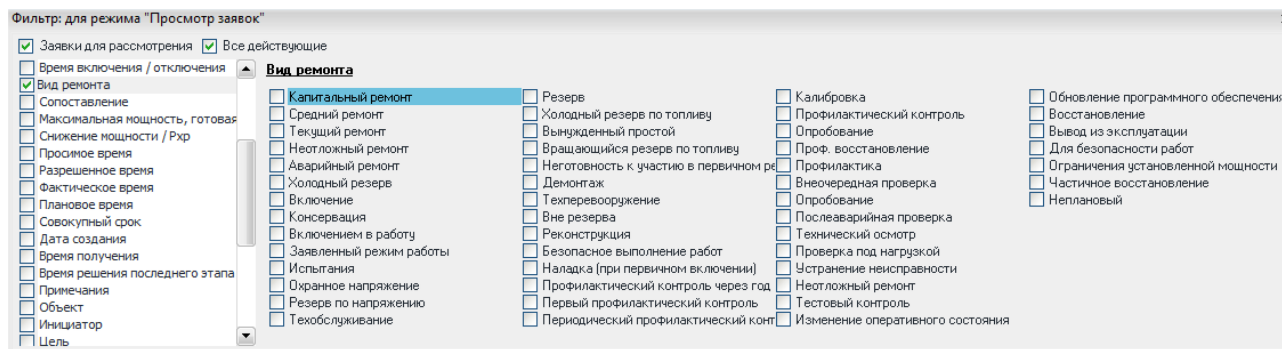 Фильтр: для режима "Просмотр заявок"
Заявки для рассмотрения Все действующие
Время включения / отключения
Вид ремонта
Сопоставление
Максимальная мощность, готовая
Снижение мощности / Рхр
Просимое время
Разрешенное время
Фактическое время
Плановое время
Совокупный срок
Дата создания
Время получения
Время решения последнего этапа
Примечания
Объект
Инициатор
Цель
Вид ремонта
Капитальный ремонт
Средний ремонт
Текущий ремонт
Неотложный ремонт
Аварийный ремонт
Холодный резерв
Включение
Консервация
Включением в работу
Заявленный режим работы
Испытания
Охранное напряжение
Резерв по напряжению
Техобслуживание
Резерв
Холодный резерв по топливу
Вынужденный простой
Вращающийся резерв по топливу
Неготовность к участию в первичном ре
Демонтаж
Техперевооружение
Вне резерва
Реконструкция
Безопасное выполнение работ
Наладка (при первичном включении)
Профилактический контроль через год
Первый профилактический контроль
Периодический профилактический конт
Калибровка
Профилактический контроль
Опробование
Проф. восстановление
Профилактика
Внеочередная проверка
Опробование
Послеаварийная проверка
Технический осмотр
Проверка под нагрузкой
Устранение неисправности
Неотложный ремонт
Тестовый контроль
Изменение оперативного состояния
Обновление программного обеспечения
Восстановление
Вывод из эксплуатации
Для безопасности работ
Ограничения установленной мощности
Частичное восстановление
Неплановый